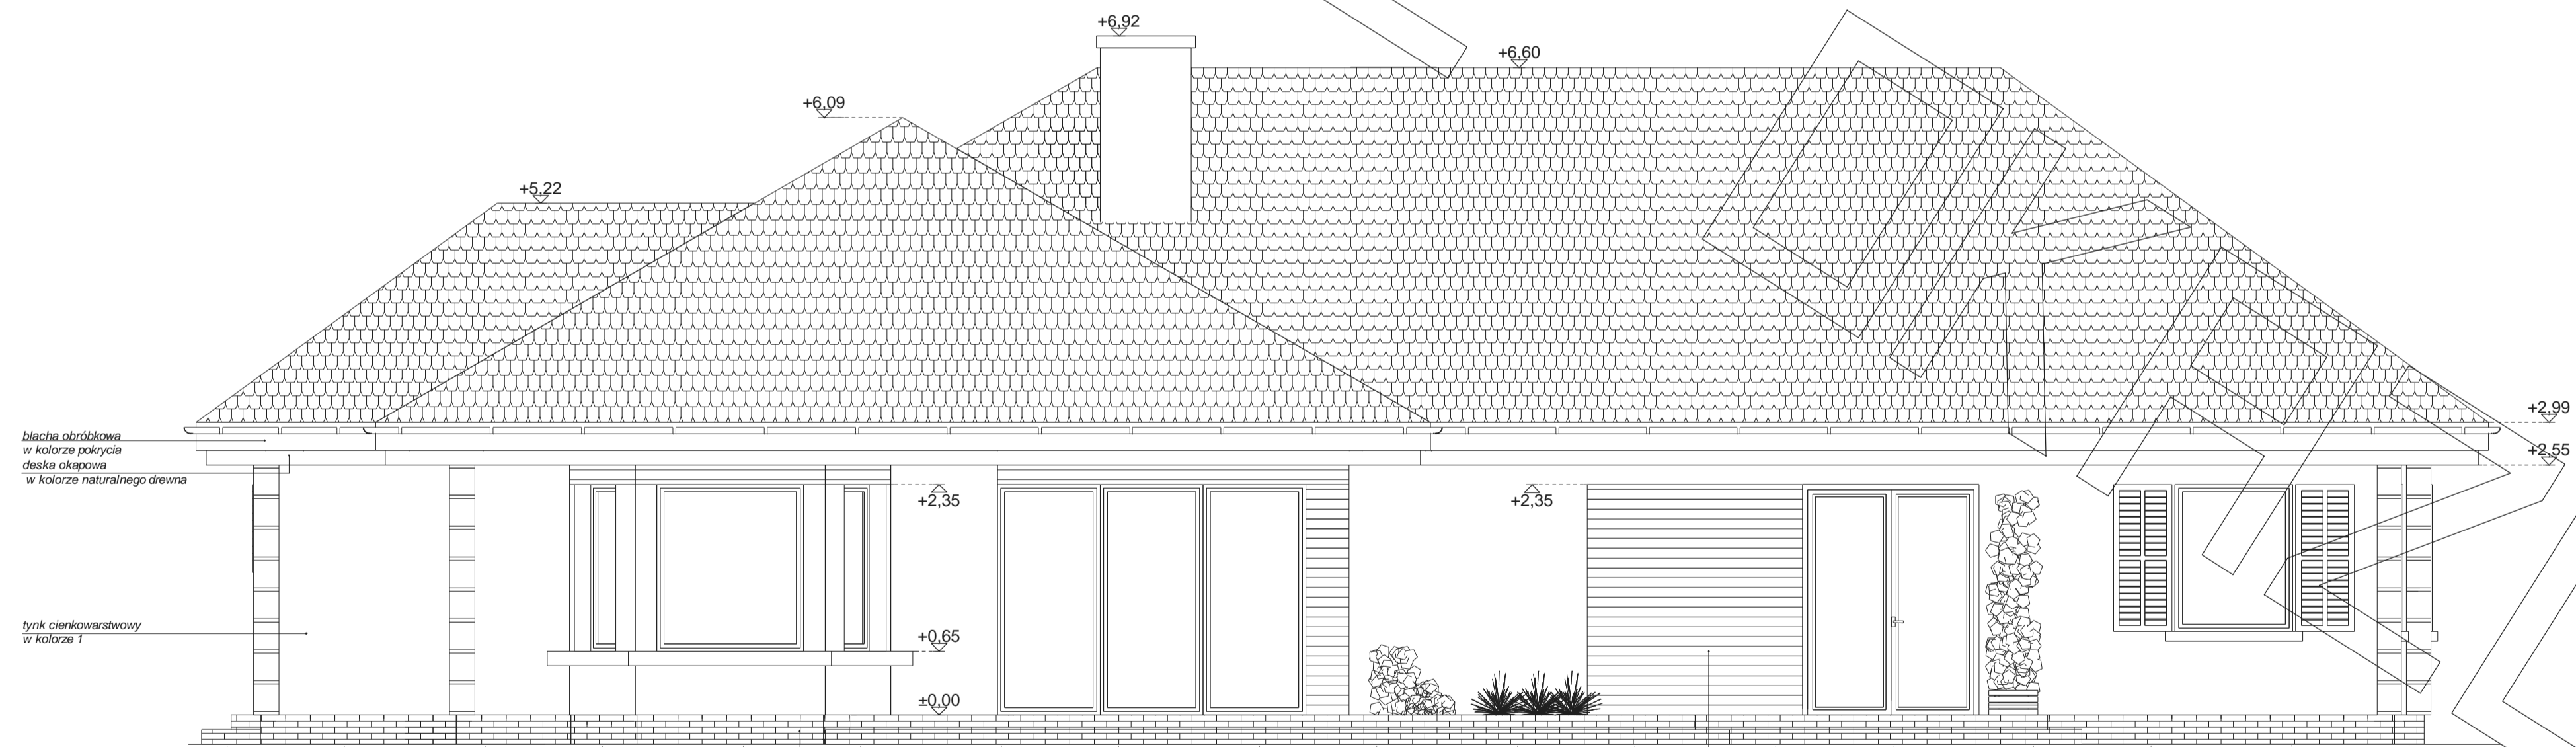 +6,92
+6,60
+6,09
+5,22
+2,99
blacha obróbkowa
w kolorze pokrycia
+2,55
deska okapowa
w kolorze naturalnego drewna
+2,35
+2,35
tynk cienkowarstwowy
w kolorze 1
+0,65
±0,00